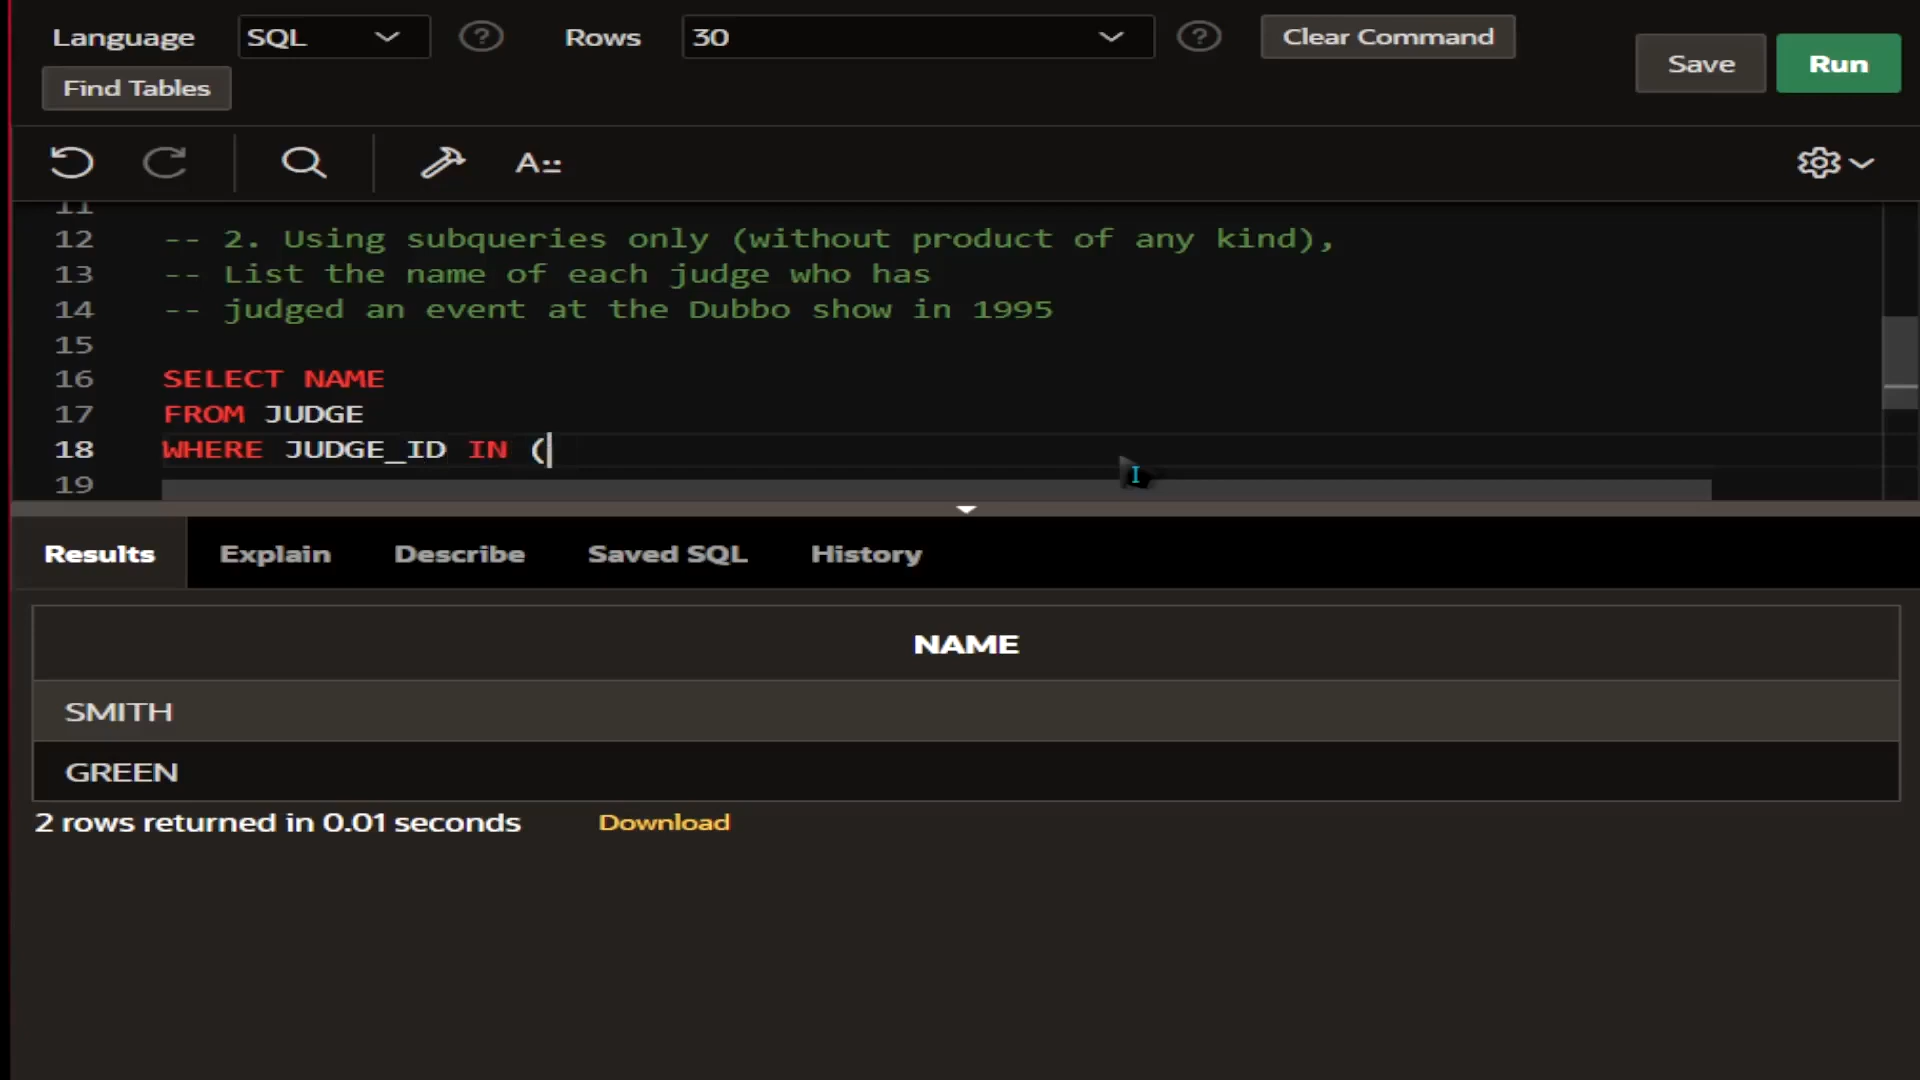 Language SQL ? Rows 30 ? Clear Command Save Run
Find Tables
A
11
12 -- 2. Using subqueries only (without product of any kind),
13 -- List the name of each judge who has
14 -- judged an event at the Dubbo show in 1995
15
16 SELECT NAME
17 FROM JUDGE
18 WHERE JUDGE_ID IN (
19
Results Explain Describe Saved SQL History
NAME
SMITH
GREEN
2 rows returned in 0.01 seconds Download